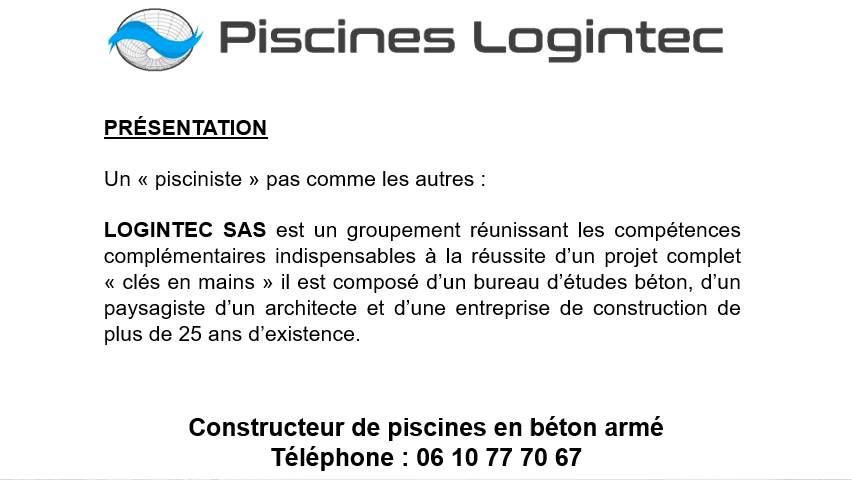 Piscines Logintec
PRÉSENTATION
Un « pisciniste » pas comme les autres :
LOGINTEC SAS est un groupement réunissant les compétences
complémentaires indispensables à la réussite d’un projet complet
« clés en mains » il est composé d’un bureau d’études béton, d’un
paysagiste d’un architecte et d’une entreprise de construction de
plus de 25 ans d’existence.
Constructeur de piscines en béton armé
Téléphone : 06 10 77 70 67